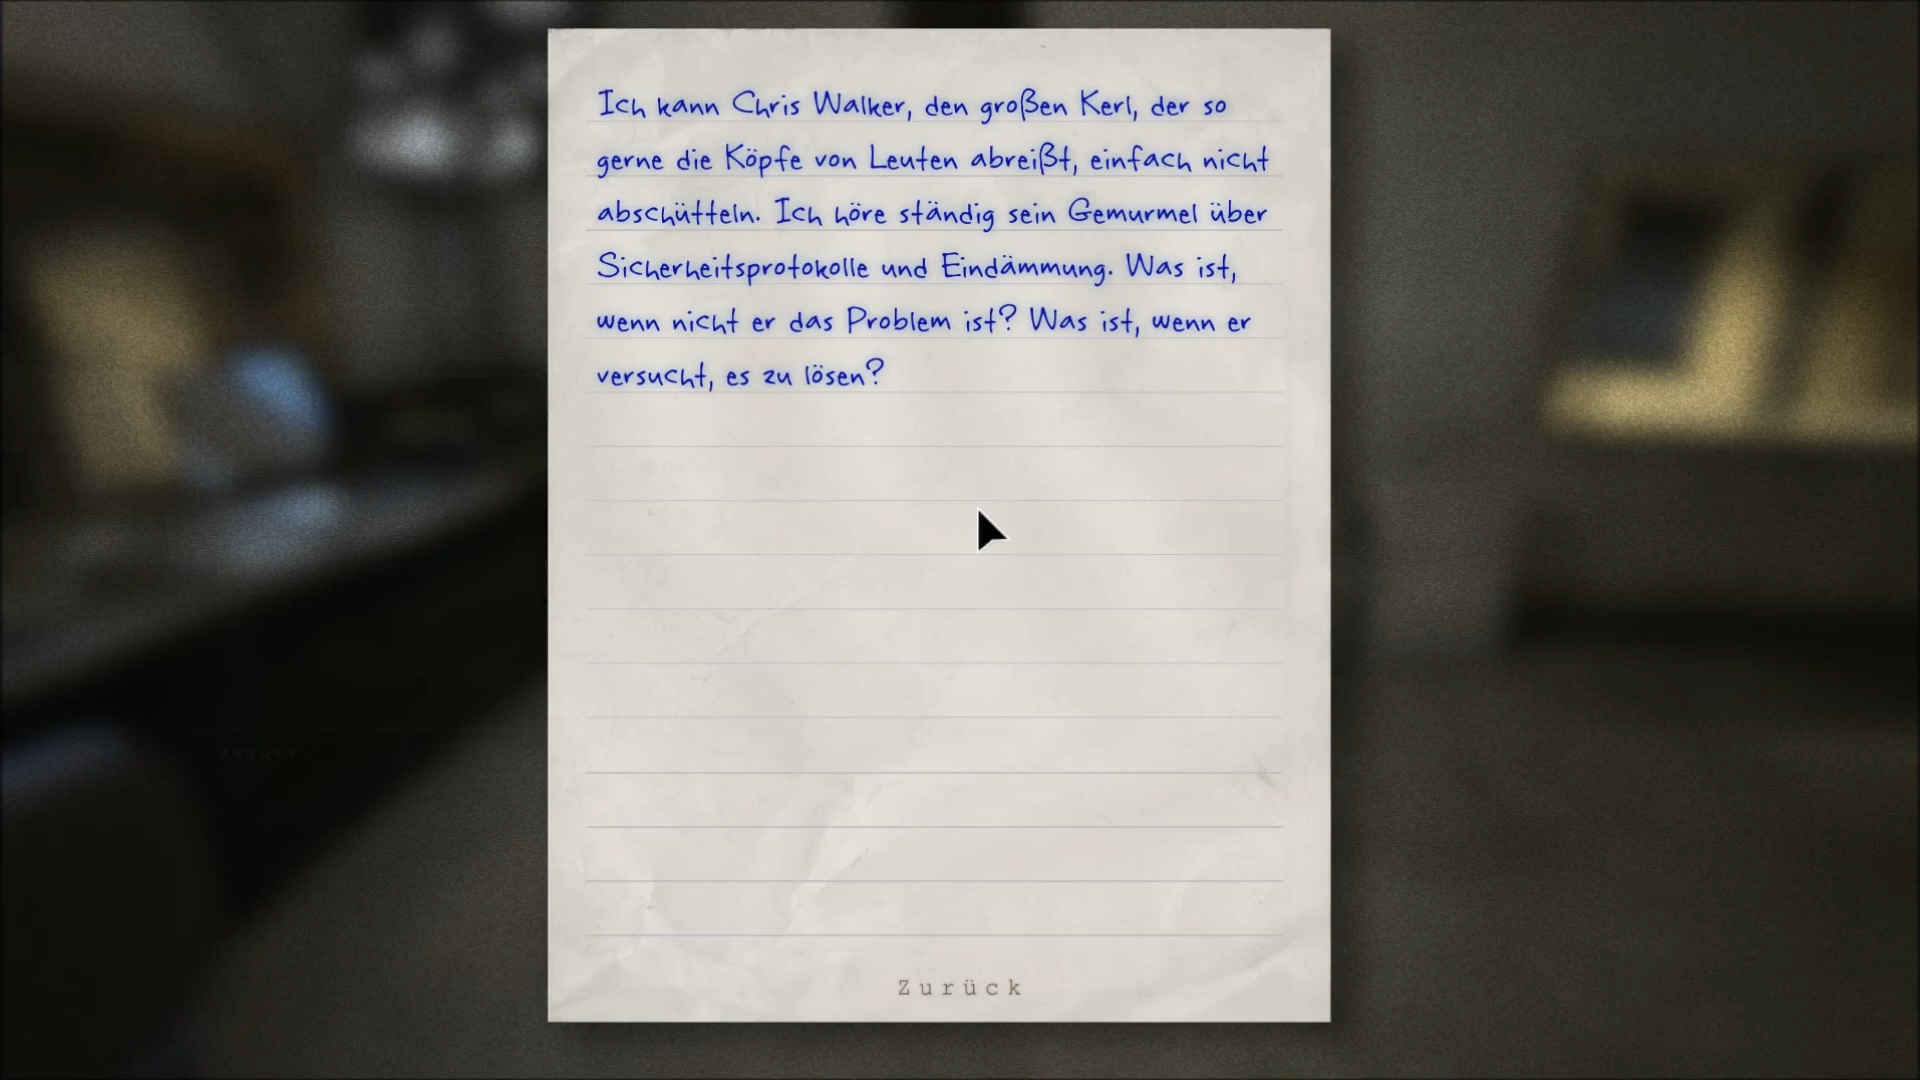 Ich kann Chris Walker, den großen Kerl, der so
gerne die Köpfe von Leuten abreißt, einfach nicht
abschütteln. Ich höre ständig sein Gemurmel über
Sicherheitsprotokolle und Eindämmung. Was ist,
wenn nicht er das Problem ist? Was ist, wenn er
versucht, es zu lösen?
Zurück